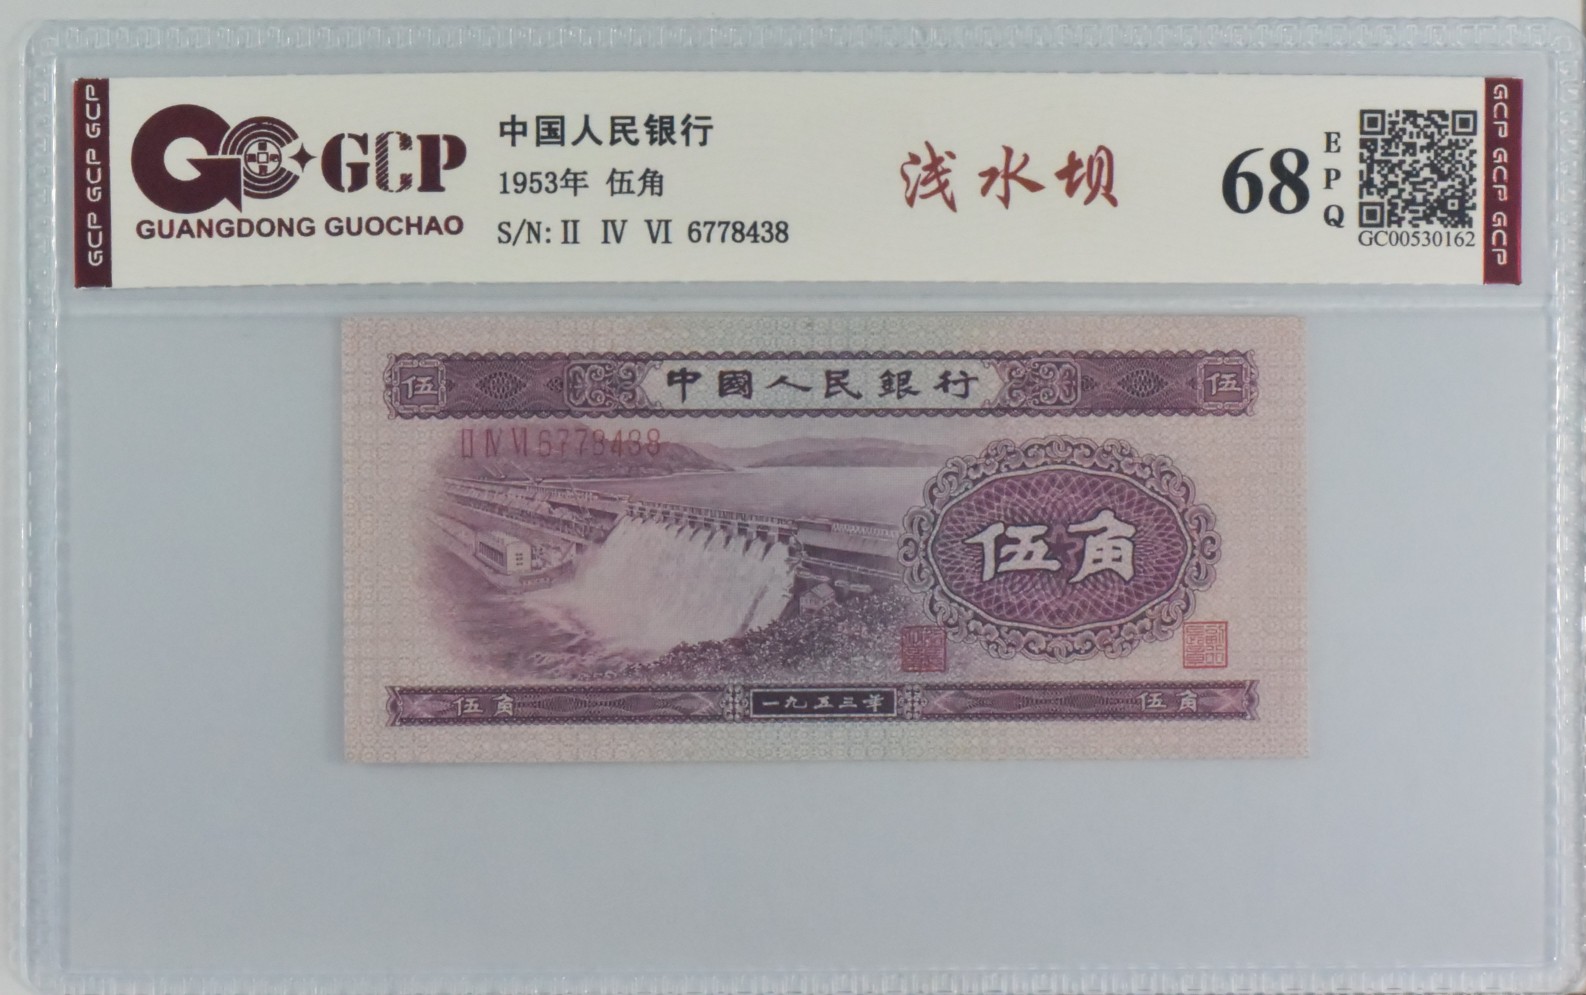 GCP GCP GCP
GCP
GUANGDONG GUOCHAO
中国人民银行
1953年 伍角
S/N: II IV VI 6778438
浅水坝
68
EPQ
GC00530162
GCP GCP GCP
伍 中國人民銀行 伍
II IV VI 6778438
伍角
伍角 一九五三年 伍角